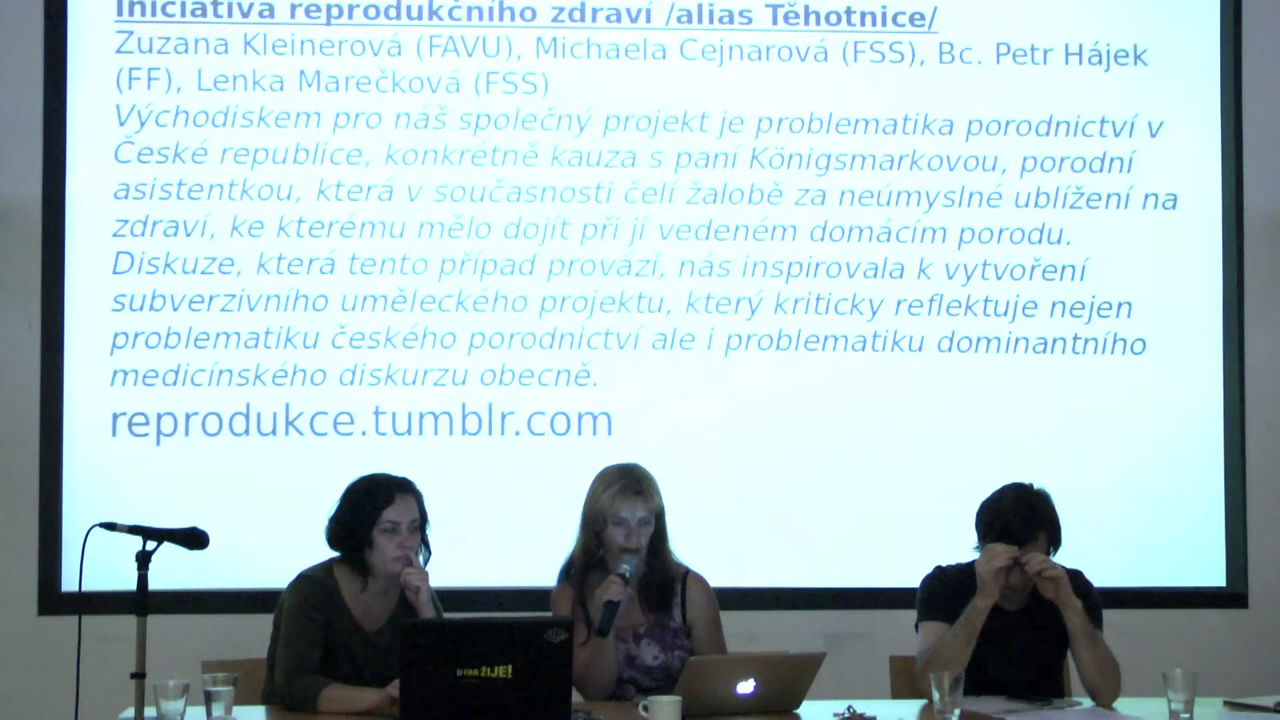 Iniciativa reprodukčního zdraví /alias Těhotnice/
Zuzana Kleinerová (FAVU), Michaela Cejnarová (FSS), Bc. Petr Hájek
(FF), Lenka Marečková (FSS)
Východiskem pro náš společný projekt je problematika porodnictví v
České republice, konkrétně kauza s paní Königsmarkovou, porodní
asistentkou, která v současnosti čelí žalobě za neúmyslné ublížení na
zdraví, ke kterému mělo dojít při jí vedeném domácím porodu.
Diskuze, která tento případ provází, nás inspirovala k vytvoření
subverzivního uměleckého projektu, který kriticky reflektuje nejen
problematiku českého porodnictví ale i problematiku dominantního
medicínského diskurzu obecně.
reprodukce.tumblr.com
ŽIJE!